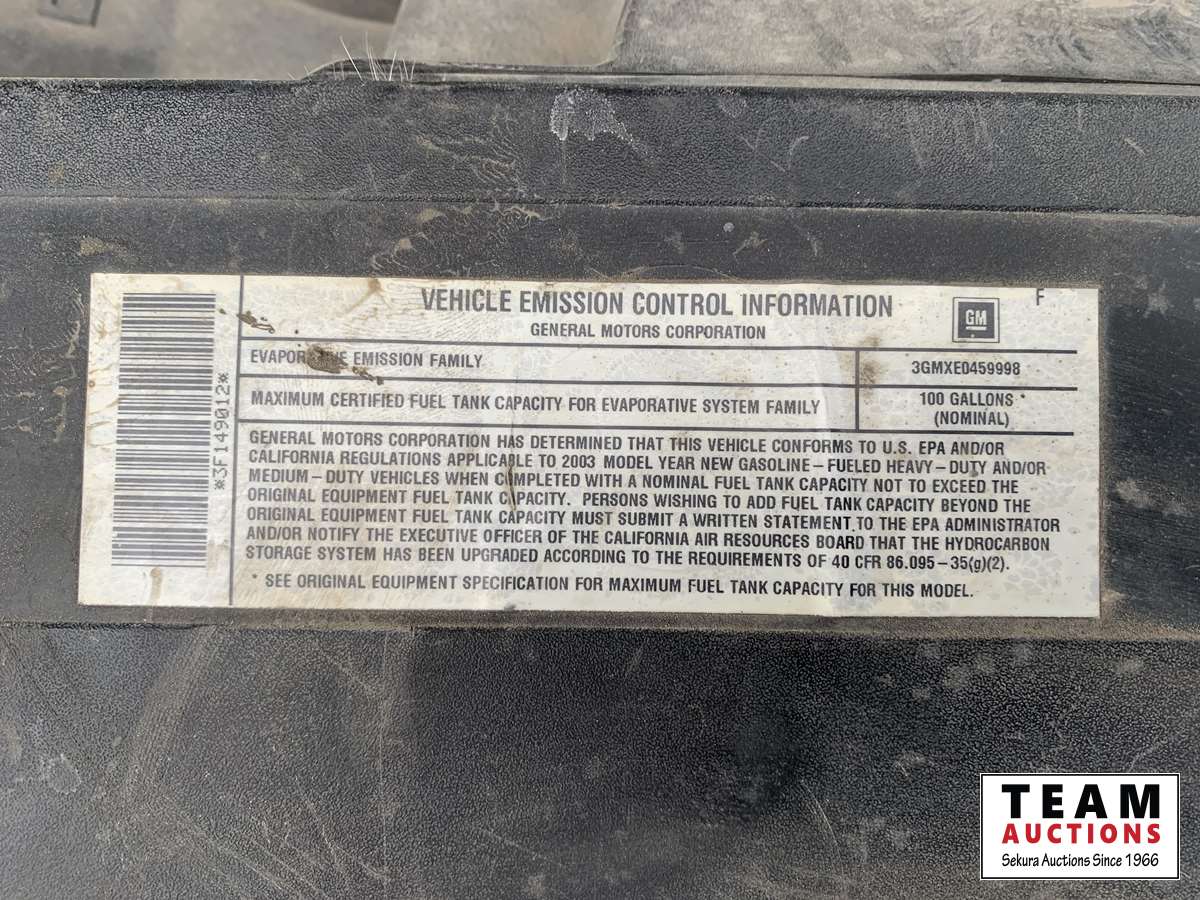 VEHICLE EMISSION CONTROL INFORMATION
GENERAL MOTORS CORPORATION
GM
F
EVAPORATIVE EMISSION FAMILY
3GMXE0459998
MAXIMUM CERTIFIED FUEL TANK CAPACITY FOR EVAPORATIVE SYSTEM FAMILY
100 GALLONS *
(NOMINAL)
*3F149012*
GENERAL MOTORS CORPORATION HAS DETERMINED THAT THIS VEHICLE CONFORMS TO U.S. EPA AND/OR
CALIFORNIA REGULATIONS APPLICABLE TO 2003 MODEL YEAR NEW GASOLINE-FUELED HEAVY-DUTY AND/OR
MEDIUM-DUTY VEHICLES WHEN COMPLETED WITH A NOMINAL FUEL TANK CAPACITY NOT TO EXCEED THE
ORIGINAL EQUIPMENT FUEL TANK CAPACITY. PERSONS WISHING TO ADD FUEL TANK CAPACITY BEYOND THE
ORIGINAL EQUIPMENT FUEL TANK CAPACITY MUST SUBMIT A WRITTEN STATEMENT TO THE EPA ADMINISTRATOR
AND/OR NOTIFY THE EXECUTIVE OFFICER OF THE CALIFORNIA AIR RESOURCES BOARD THAT THE HYDROCARBON
STORAGE SYSTEM HAS BEEN UPGRADED ACCORDING TO THE REQUIREMENTS OF 40 CFR 86.095-35(g)(2).
* SEE ORIGINAL EQUIPMENT SPECIFICATION FOR MAXIMUM FUEL TANK CAPACITY FOR THIS MODEL.
TEAM
AUCTIONS
Sekura Auctions Since 1966